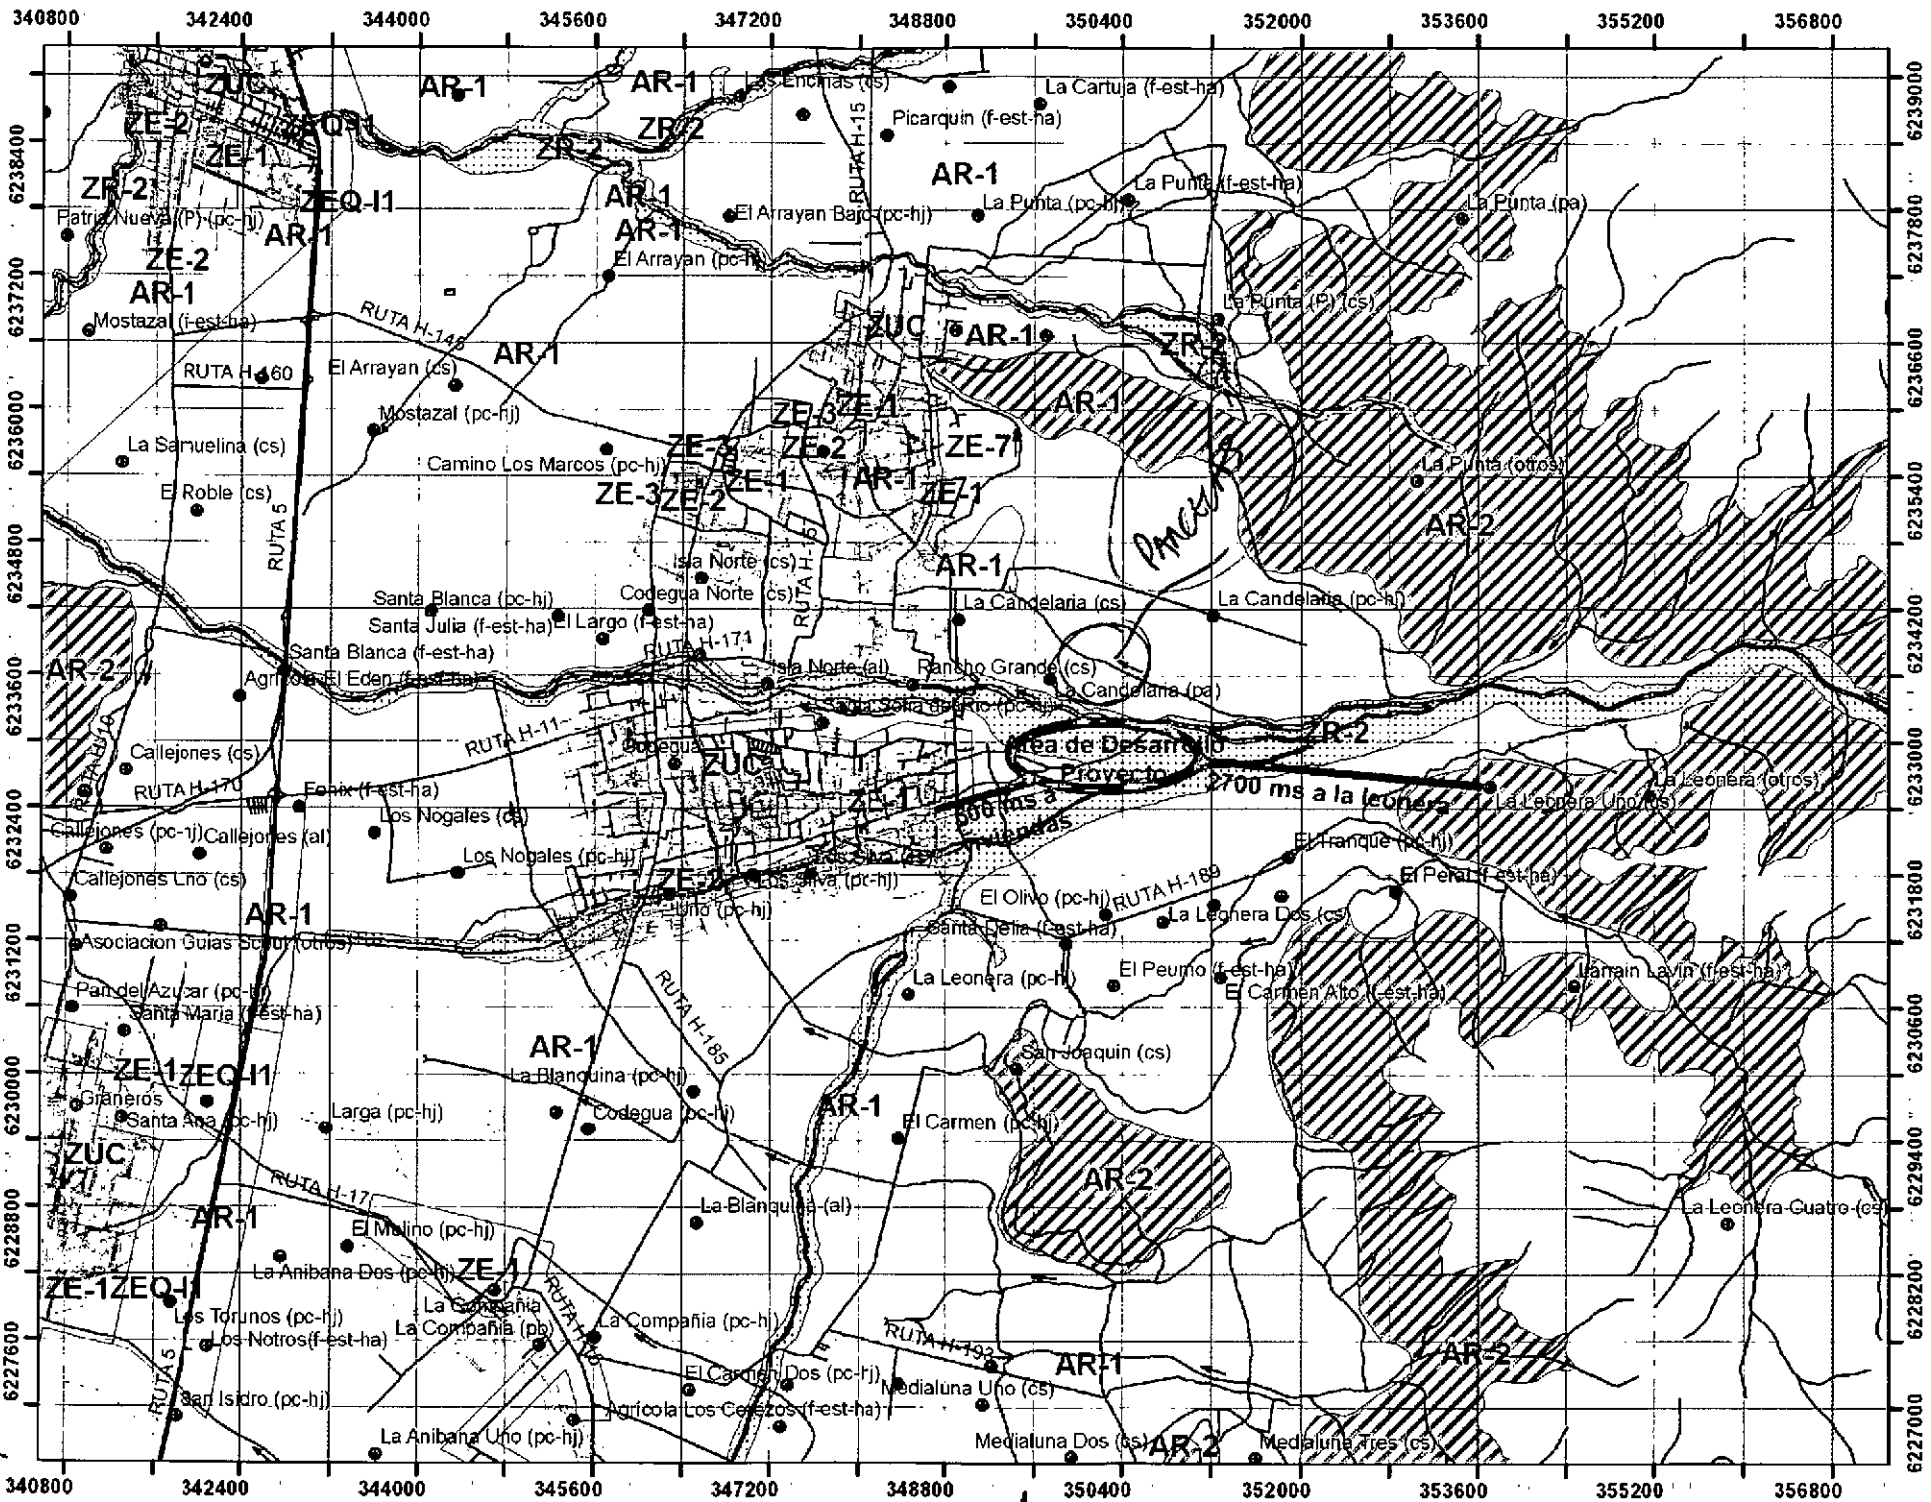 340800 342400 344000 345600 347200 348800 350400 352000 353600 355200 356800
6239000
6238400
6237800
6237200
6236600
6236000
6235400
6234800
6234200
6233600
6233000
6232400
6231800
6231200
6230600
6230000
6229400
6228800
6228200
6227600
6227000
ZUC
AR-1
AR-1
Las Encinas (cs)
La Cartuja (f-est-ha)
ZE-2
ZEQ-I1
ZR-2
RUTA H-15
Picarquin (f-est-ha)
ZE-1
ZR-2
AR-1
La Punta (f-est-ha)
ZR-2
ZEQ-I1
AR-1
La Punta (pc-hj)
La Punta (pa)
Patria Nueva (P) (pc-hj)
AR-1
AR-1
El Arrayan Bajo (pc-hj)
ZE-2
El Arrayan (pc-hj)
AR-1
Mostazal (f-est-ha)
RUTA H-145
La Punta (P) (cs)
ZUC
AR-1
ZR-2
AR-1
RUTA H-160
El Arrayan (cs)
Mostazal (pc-hj)
ZE-3
ZE-1
AR-1
La Samuelina (cs)
Camino Los Marcos (pc-hj)
ZE-3
ZE-2
ZE-7
La Punta (otros)
El Roble (cs)
ZE-3
ZE-2
ZE-1
AR-1
ZE-1
PARCELAS
AR-2
RUTA 5
Isla Norte (cs)
RUTA H-15
AR-1
Santa Blanca (pc-hj)
Codegua Norte (cs)
La Candelaria (cs)
La Candelaria (pc-hj)
Santa Julia (f-est-ha)
El Largo (f-est-ha)
RUTA H-171
AR-2
Santa Blanca (f-est-ha)
Isla Norte (al)
Rancho Grande (cs)
Agricola El Eden (f-est-ha)
La Candelaria (pa)
Santa Sofia del Rio (pc-hj)
RUTA H-11
ZR-2
Callejones (cs)
Codegua
ZUC
Area de Desarrollo
Proyecto
RUTA H-170
Fenix (f-est-ha)
ZE-1
800 ms a
viviendas
2700 ms a la leonera
La Leonera (otros)
La Leonera Uno (cs)
Los Nogales (cs)
Callejones (pc-hj)
Callejones (al)
Los Nogales (pc-hj)
Los Silva (cs)
El Tranque (pc-hj)
Callejones Uno (cs)
ZE-2
Los Silva (pc-hj)
Uno (pc-hj)
El Olivo (pc-hj)
RUTA H-189
El Peral (f-est-ha)
AR-1
La Leonera Dos (cs)
Asociacion Guias Scout (otros)
Santa Delia (f-est-ha)
Pan del Azucar (pc-hj)
La Leonera (pc-hj)
El Peumo (f-est-ha)
Larrain Lavin (f-est-ha)
Santa Maria (f-est-ha)
El Carmen Alto (f-est-ha)
RUTA H-185
AR-1
San Joaquin (cs)
ZE-1
ZEQ-I1
La Blanquina (pc-hj)
Graneros
Santa Ana (pc-hj)
Larga (pc-hj)
Codegua (pc-hj)
AR-1
El Carmen (pc-hj)
ZUC
AR-2
RUTA H-17
La Blanquina (al)
La Leonera Cuatro (cs)
AR-1
El Molino (pc-hj)
La Anibana Dos (pc-hj)
ZE-1
ZE-1
ZEQ-I1
Los Torunos (pc-hj)
La Compañia
La Compañia (pb)
La Compañia (pc-hj)
Los Notros(f-est-ha)
RUTA H-193
AR-1
AR-2
RUTA 5
San Isidro (pc-hj)
El Carmen Dos (pc-hj)
Medialuna Uno (cs)
Agricola Los Cerezos (f-est-ha)
La Anibana Uno (pc-hj)
Medialuna Dos (cs)
AR-2
Medialuna Tres (cs)
340800 342400 344000 345600 347200 348800 350400 352000 353600 355200 356800